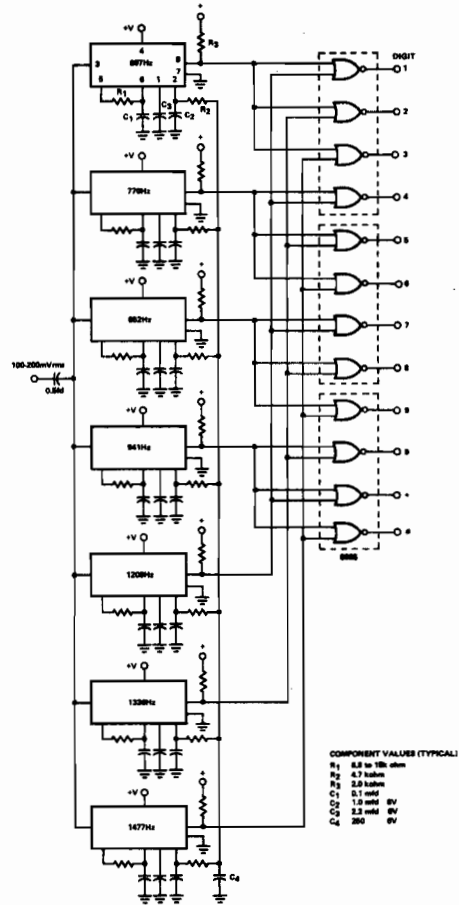 +V +
4
697Hz
3 8
7
5 6 1 2
R3
R1 C1 C3 C2 R2
DIGIT
1
2
3
4
+V +
770Hz
5
6
7
8
+V +
852Hz
100-200mVrms
9
+V +
941Hz
+V +
1209Hz
+V +
1336Hz
+V +
1477Hz
C4
COMPONENT VALUES (TYPICAL)
R1 6.8 to 15k ohm
R2 4.7 kohm
R3 2.0 kohm
C1 0.1 mfd
C2 1.0 mfd 6V
C3 2.2 mfd 6V
C4 250 6V